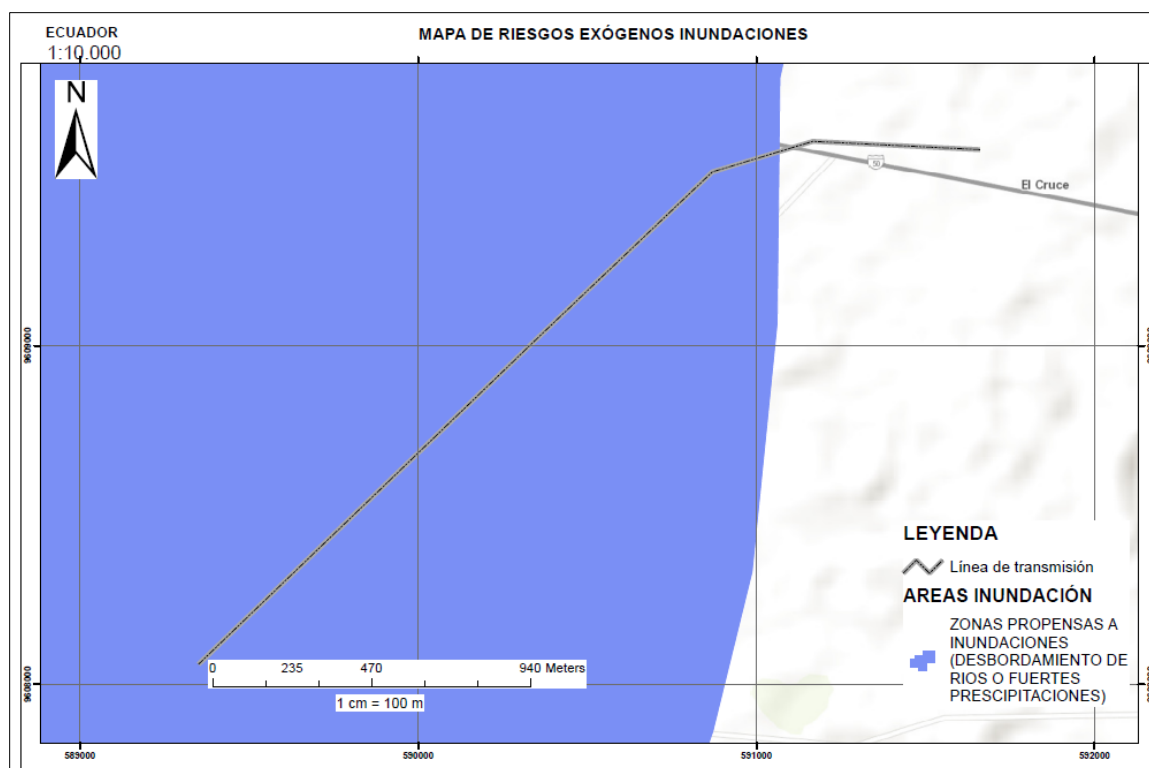 ECUADOR
1:10.000
MAPA DE RIESGOS EXÓGENOS INUNDACIONES
N
50
El Cruce
9609000
LEYENDA
Línea de transmisión
AREAS INUNDACIÓN
ZONAS PROPENSAS A
INUNDACIONES
(DESBORDAMIENTO DE
RIOS O FUERTES
PRESCIPITACIONES)
0 235 470 940 Meters
1 cm = 100 m
9608000
589000 590000 591000 592000